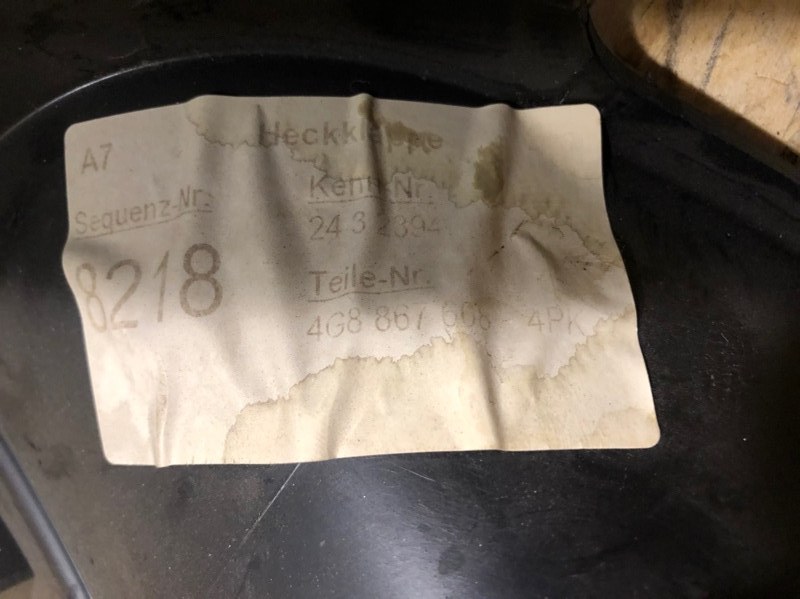 Heckklappe
A7
Kenn-Nr.
Sequenz-Nr.
24 3 2394
8218
Teile-Nr.
4G8 867 4PK